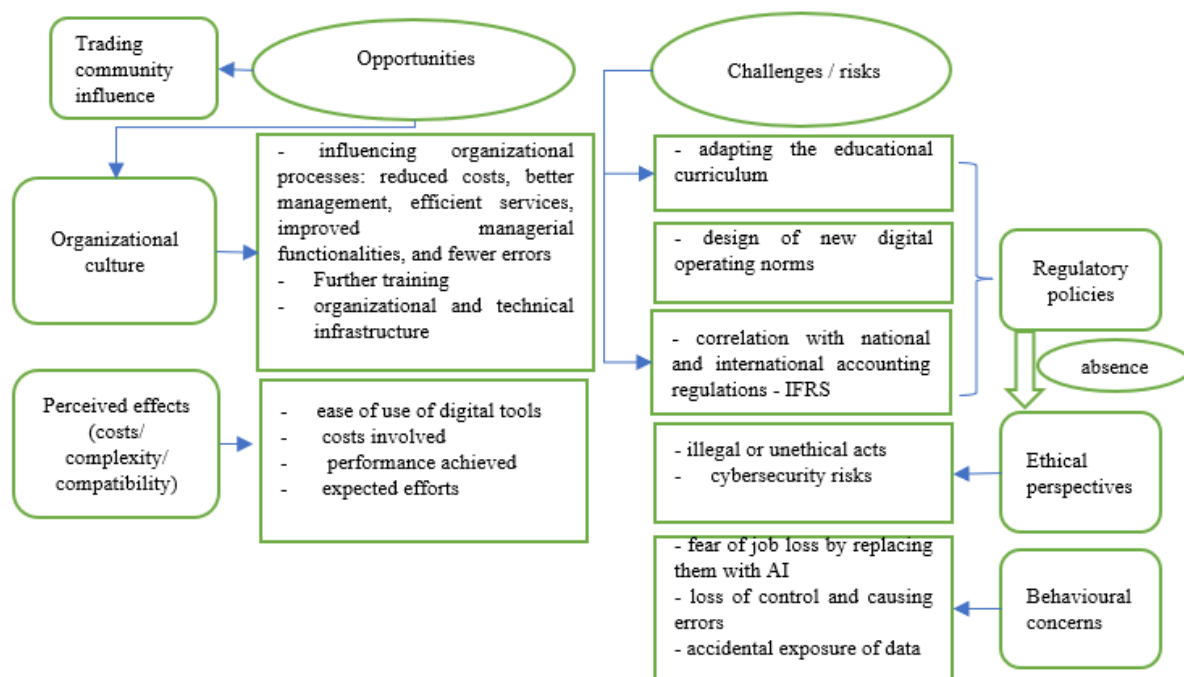 Trading
community
influence
Opportunities
Challenges / risks
Organizational
culture
- influencing organizational
processes: reduced costs, better
management, efficient services,
improved managerial
functionalities, and fewer errors
- Further training
- organizational and technical
infrastructure
- adapting the educational
curriculum
- design of new digital
operating norms
- correlation with national
and international accounting
regulations - IFRS
Regulatory
policies
absence
Perceived effects
(costs/
complexity/
compatibility)
- ease of use of digital tools
- costs involved
- performance achieved
- expected efforts
- illegal or unethical acts
- cybersecurity risks
Ethical
perspectives
- fear of job loss by replacing
them with AI
- loss of control and causing
errors
- accidental exposure of data
Behavioural
concerns